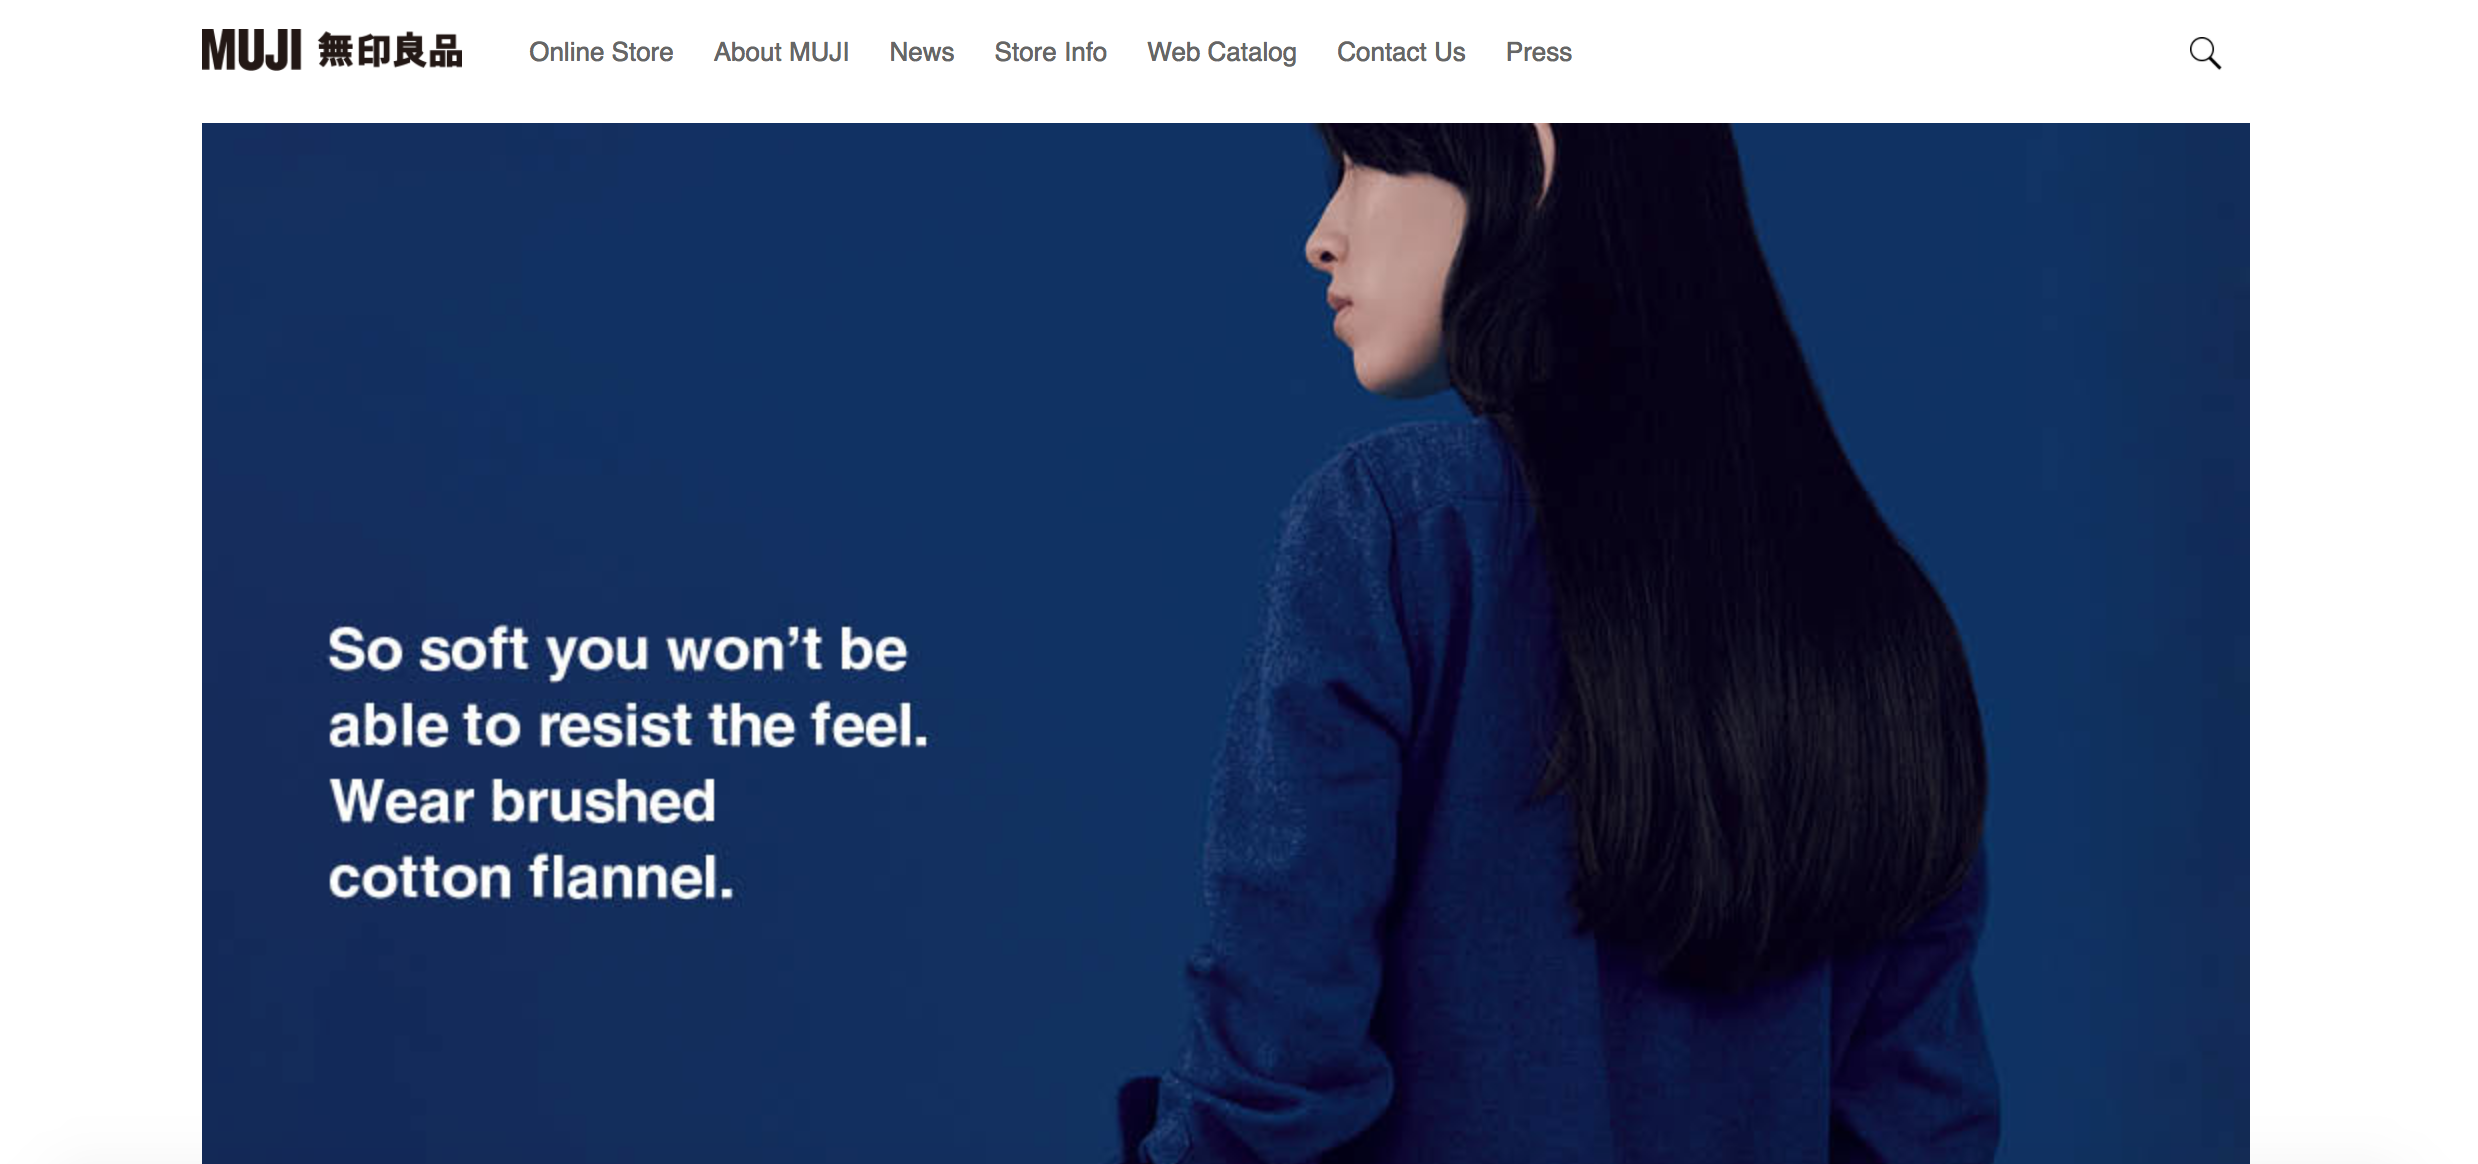 MUJI 無印良品
Online Store
About MUJI
News
Store Info
Web Catalog
Contact Us
Press
So soft you won’t be
able to resist the feel.
Wear brushed
cotton flannel.